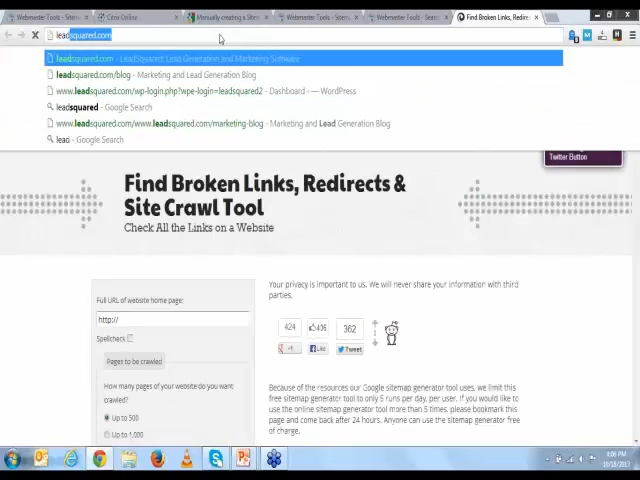 Webmaster Tools - Sitem
Citrix Online
Manually creating a Sitem
Webmaster Tools - Sitem
Webmaster Tools - Searc
Find Broken Links, Redire
leadsquared.com
leadsquared.com - LeadSquared: Lead Generation and Marketing Software
leadsquared.com/blog - Marketing and Lead Generation Blog
www.leadsquared.com/wp-login.php?wpe-login=leadsquared2 - Dashboard ‹ — WordPress
leadsquared - Google Search
www.leadsquared.com/www.leadsquared.com/marketing-blog - Marketing and Lead Generation Blog
lead - Google Search
Twitter Button
Find Broken Links, Redirects &
Site Crawl Tool
Check All the Links on a Website
Full URL of website home page:
http://
Spellcheck
Pages to be crawled
How many pages of your website do you want
crawled?
Up to 500
Up to 1,000
Your privacy is important to us. We will never share your information with third
parties.
424
436
362
1
+1
Like
Tweet
Because of the resources our Google sitemap generator tool uses, we limit this
free sitemap generator tool to only 5 runs per day, per user. If you would like
to use the online sitemap generator tool more than 5 times, please bookmark
this page and come back after 24 hours. Anyone can use the sitemap generator free
of charge.
4:06 PM
10/18/2013